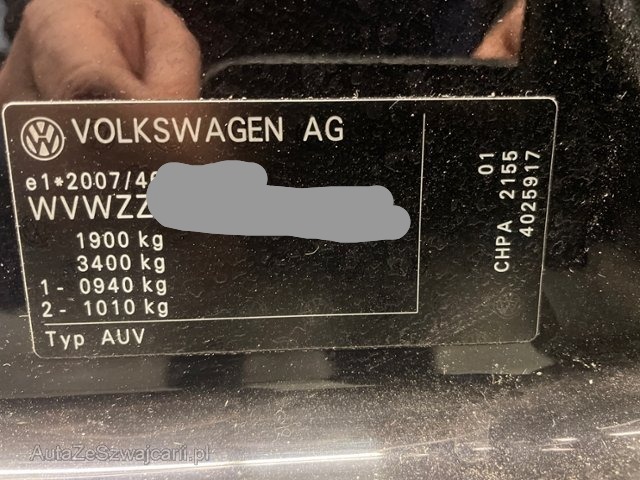 VOLKSWAGEN AG
e1*2007/4
WVWZZ
1900 kg
3400 kg
1- 0940 kg
2- 1010 kg
Typ AUV
01
CHPA 2155
4025917
AutaZeSzwajcarii.pl